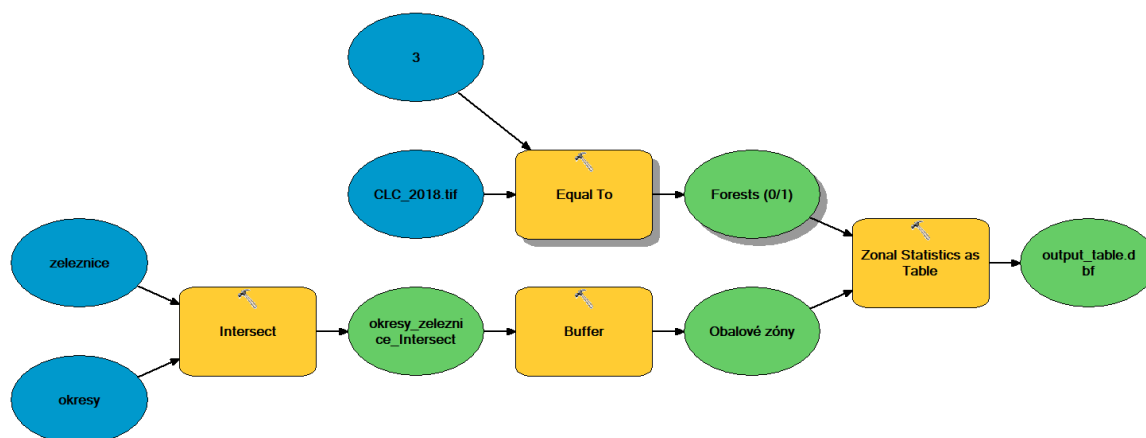 3
CLC_2018.tif
Equal To
Forests (0/1)
zeleznice
Zonal Statistics as
Table
output_table.d
bf
Intersect
okresy_zelezni
ce_Intersect
Buffer
Obalové zóny
okresy